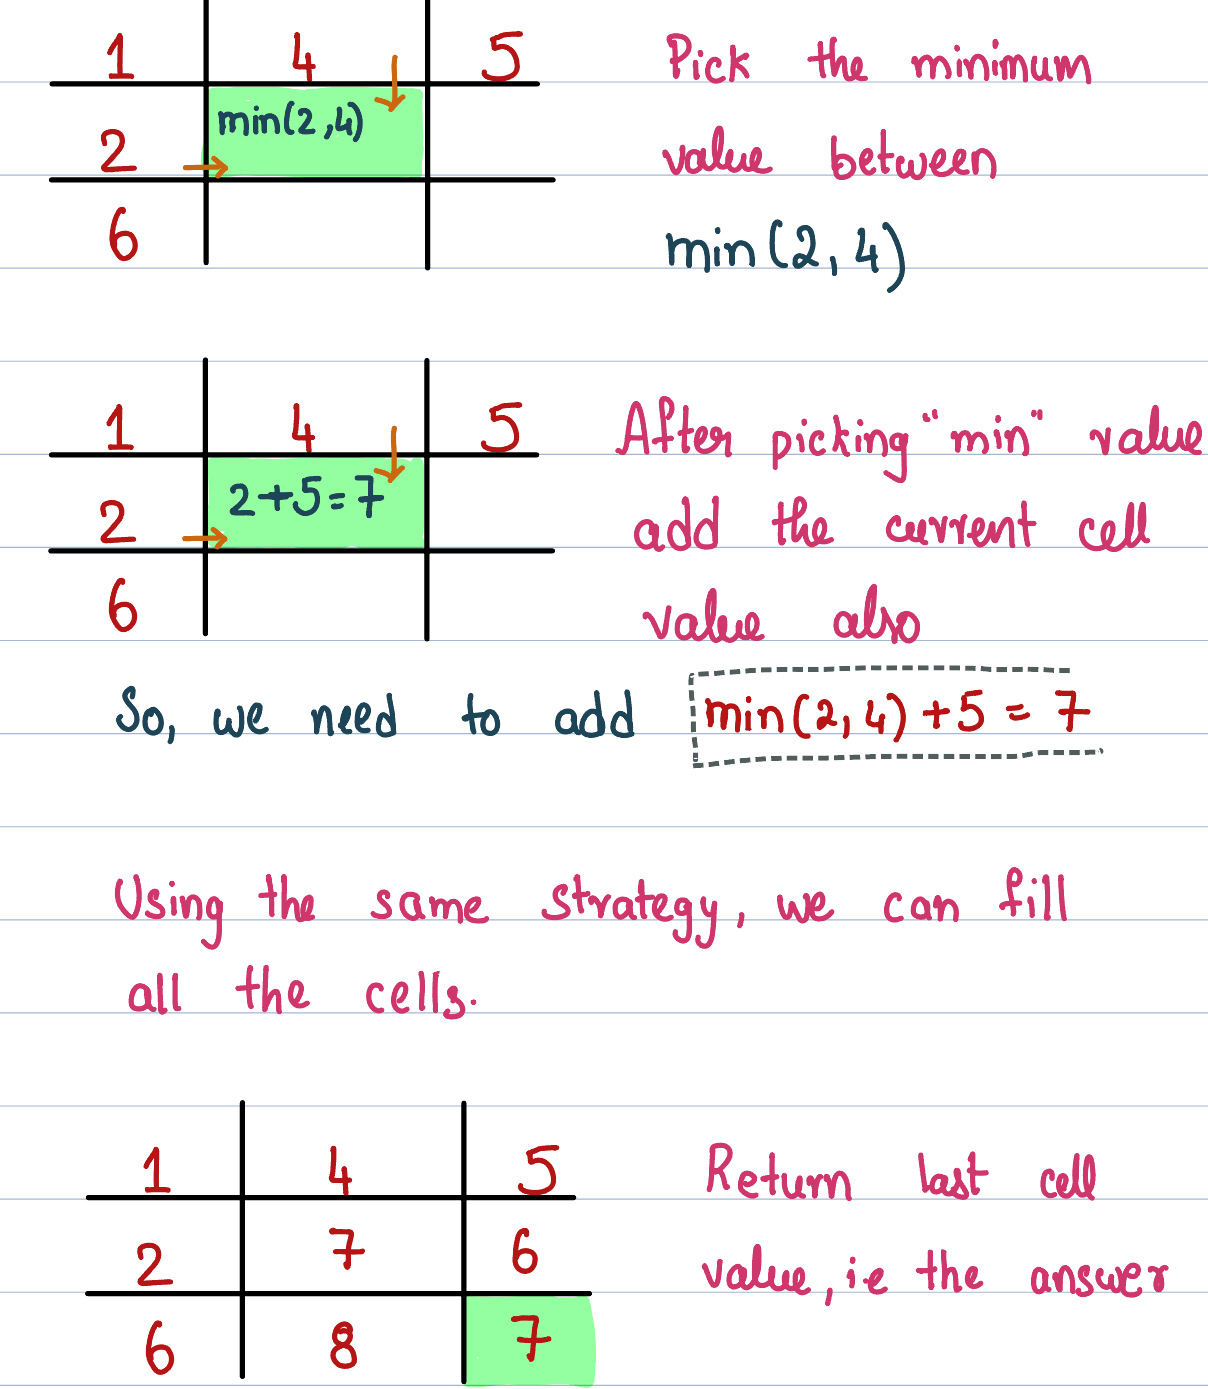 1 4 5 Pick the minimum
min(2,4)
2 value between
6 min(2,4)
1 4 5 After picking "min" value
2+5=7
2 add the current cell
6 value also
So, we need to add min(2,4)+5 = 7
Using the same strategy, we can fill
all the cells.
1 4 5 Return last cell
2 7 6 value, i.e the answer
6 8 7